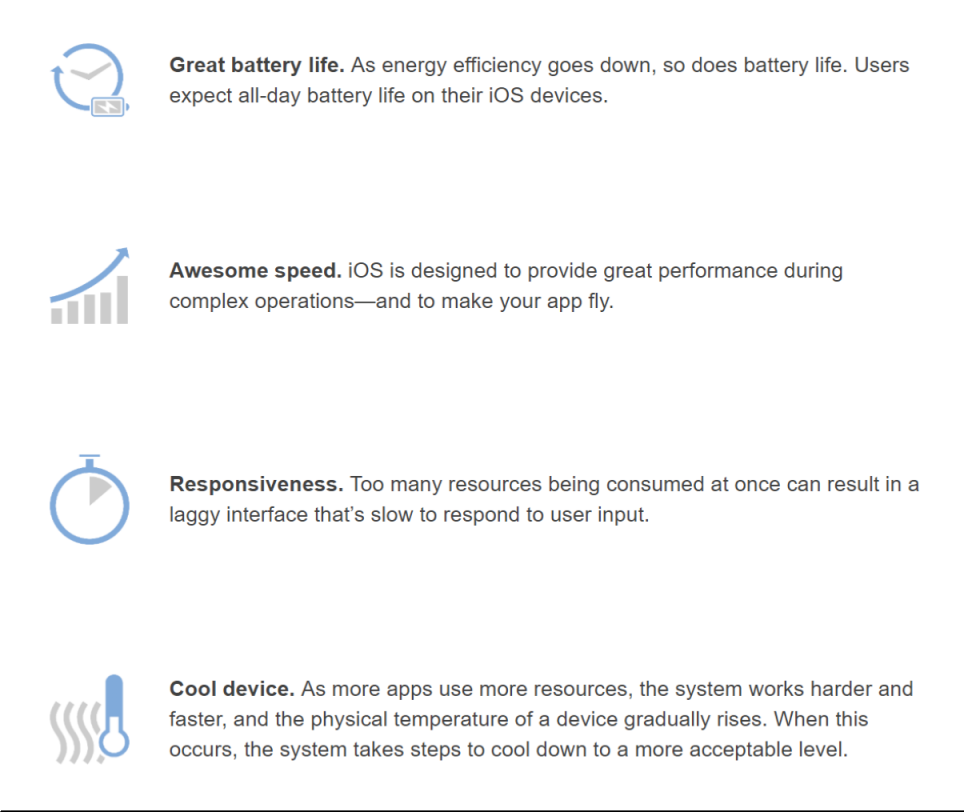 Great battery life. As energy efficiency goes down, so does battery life. Users
expect all-day battery life on their iOS devices.
Awesome speed. iOS is designed to provide great performance during
complex operations—and to make your app fly.
Responsiveness. Too many resources being consumed at once can result in a
laggy interface that’s slow to respond to user input.
Cool device. As more apps use more resources, the system works harder and
faster, and the physical temperature of a device gradually rises. When this
occurs, the system takes steps to cool down to a more acceptable level.